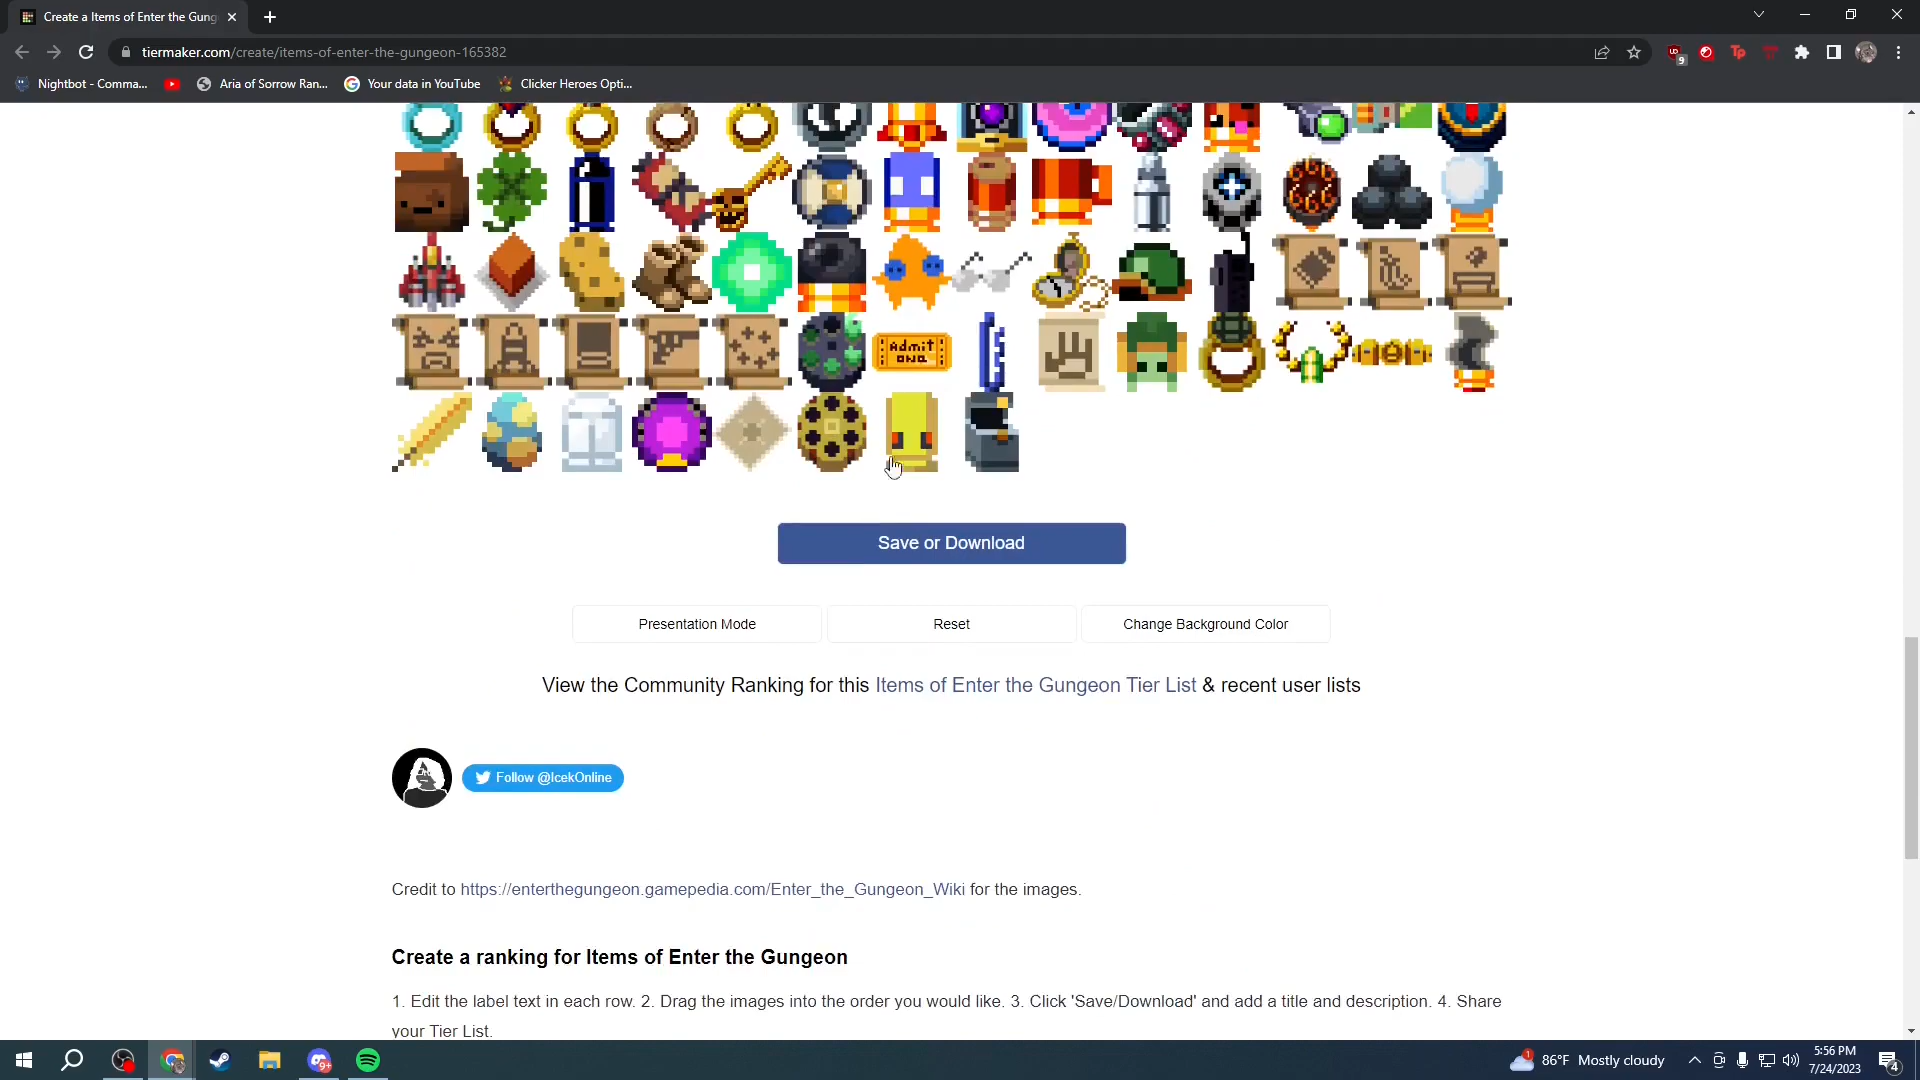 Create a Items of Enter the Gung
tiermaker.com/create/items-of-enter-the-gungeon-165382
9
Tp
Nightbot - Comma...
Aria of Sorrow Ran...
Your data in YouTube
Clicker Heroes Opti...
Admit
One
Save or Download
Presentation Mode
Reset
Change Background Color
View the Community Ranking for this Items of Enter the Gungeon Tier List & recent user lists
Follow @IcekOnline
Credit to https://enterthegungeon.gamepedia.com/Enter_the_Gungeon_Wiki for the images.
Create a ranking for Items of Enter the Gungeon
1. Edit the label text in each row. 2. Drag the images into the order you would like. 3. Click 'Save/Download' and add a title and description. 4. Share
your Tier List.
9+
1
86°F Mostly cloudy
5:56 PM
7/24/2023
4